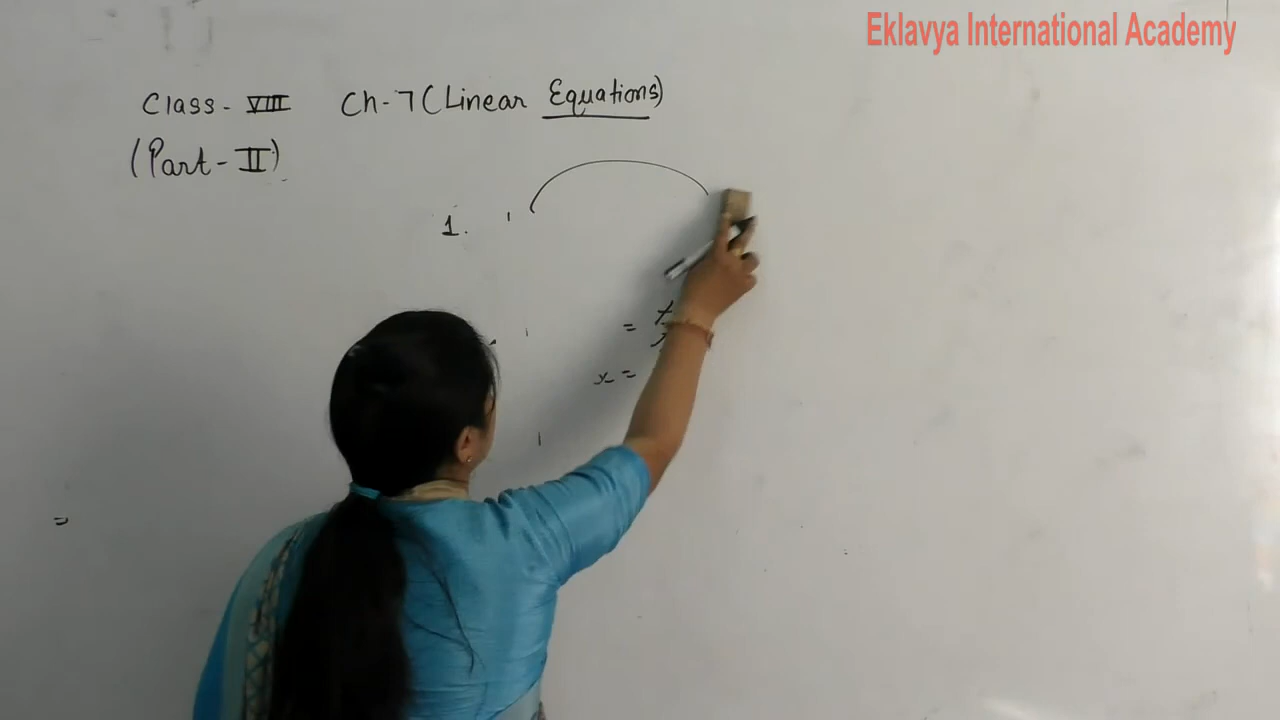 Eklavya International Academy
Class - VIII Ch-7 (Linear Equations)
(Part - II)
1.
=
x =
=